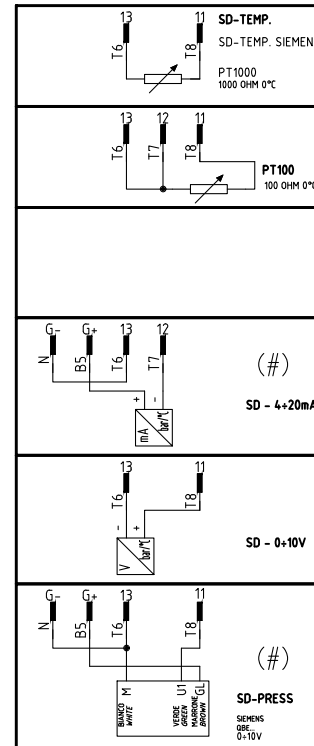 13 11 SD-TEMP.
T6 T8 SD-TEMP. SIEMEN
PT1000
1000 OHM 0°C
13 12 11
T6 T7 T8
PT100
100 OHM 0°C
G- G+ 13 12
N B5 T6 T7
(#)
+ -
mA bar/°C
SD - 4÷20mA
13 11
T6 T8
- +
V bar/°C
SD - 0÷10V
G- G+ 13 11
N B5 T6 T8
(#)
M U1 GL
BIANCO
WHITE
VERDE
GREEN
MARRONE
BROWN
SD-PRESS
SIEMENS
QBE..
0÷10V